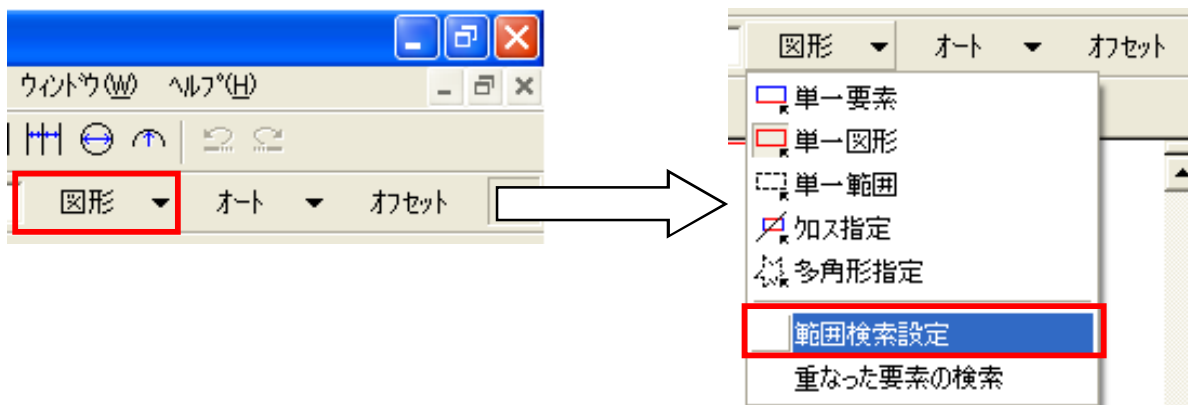 ｳｨﾝﾄﾞｳ(W) ﾍﾙﾌﾟ(H)
図形 ｵｰﾄ ｵﾌｾｯﾄ
図形 ｵｰﾄ ｵﾌｾｯﾄ
単一要素
単一図形
単一範囲
ｸﾛｽ指定
多角形指定
範囲検索設定
重なった要素の検索